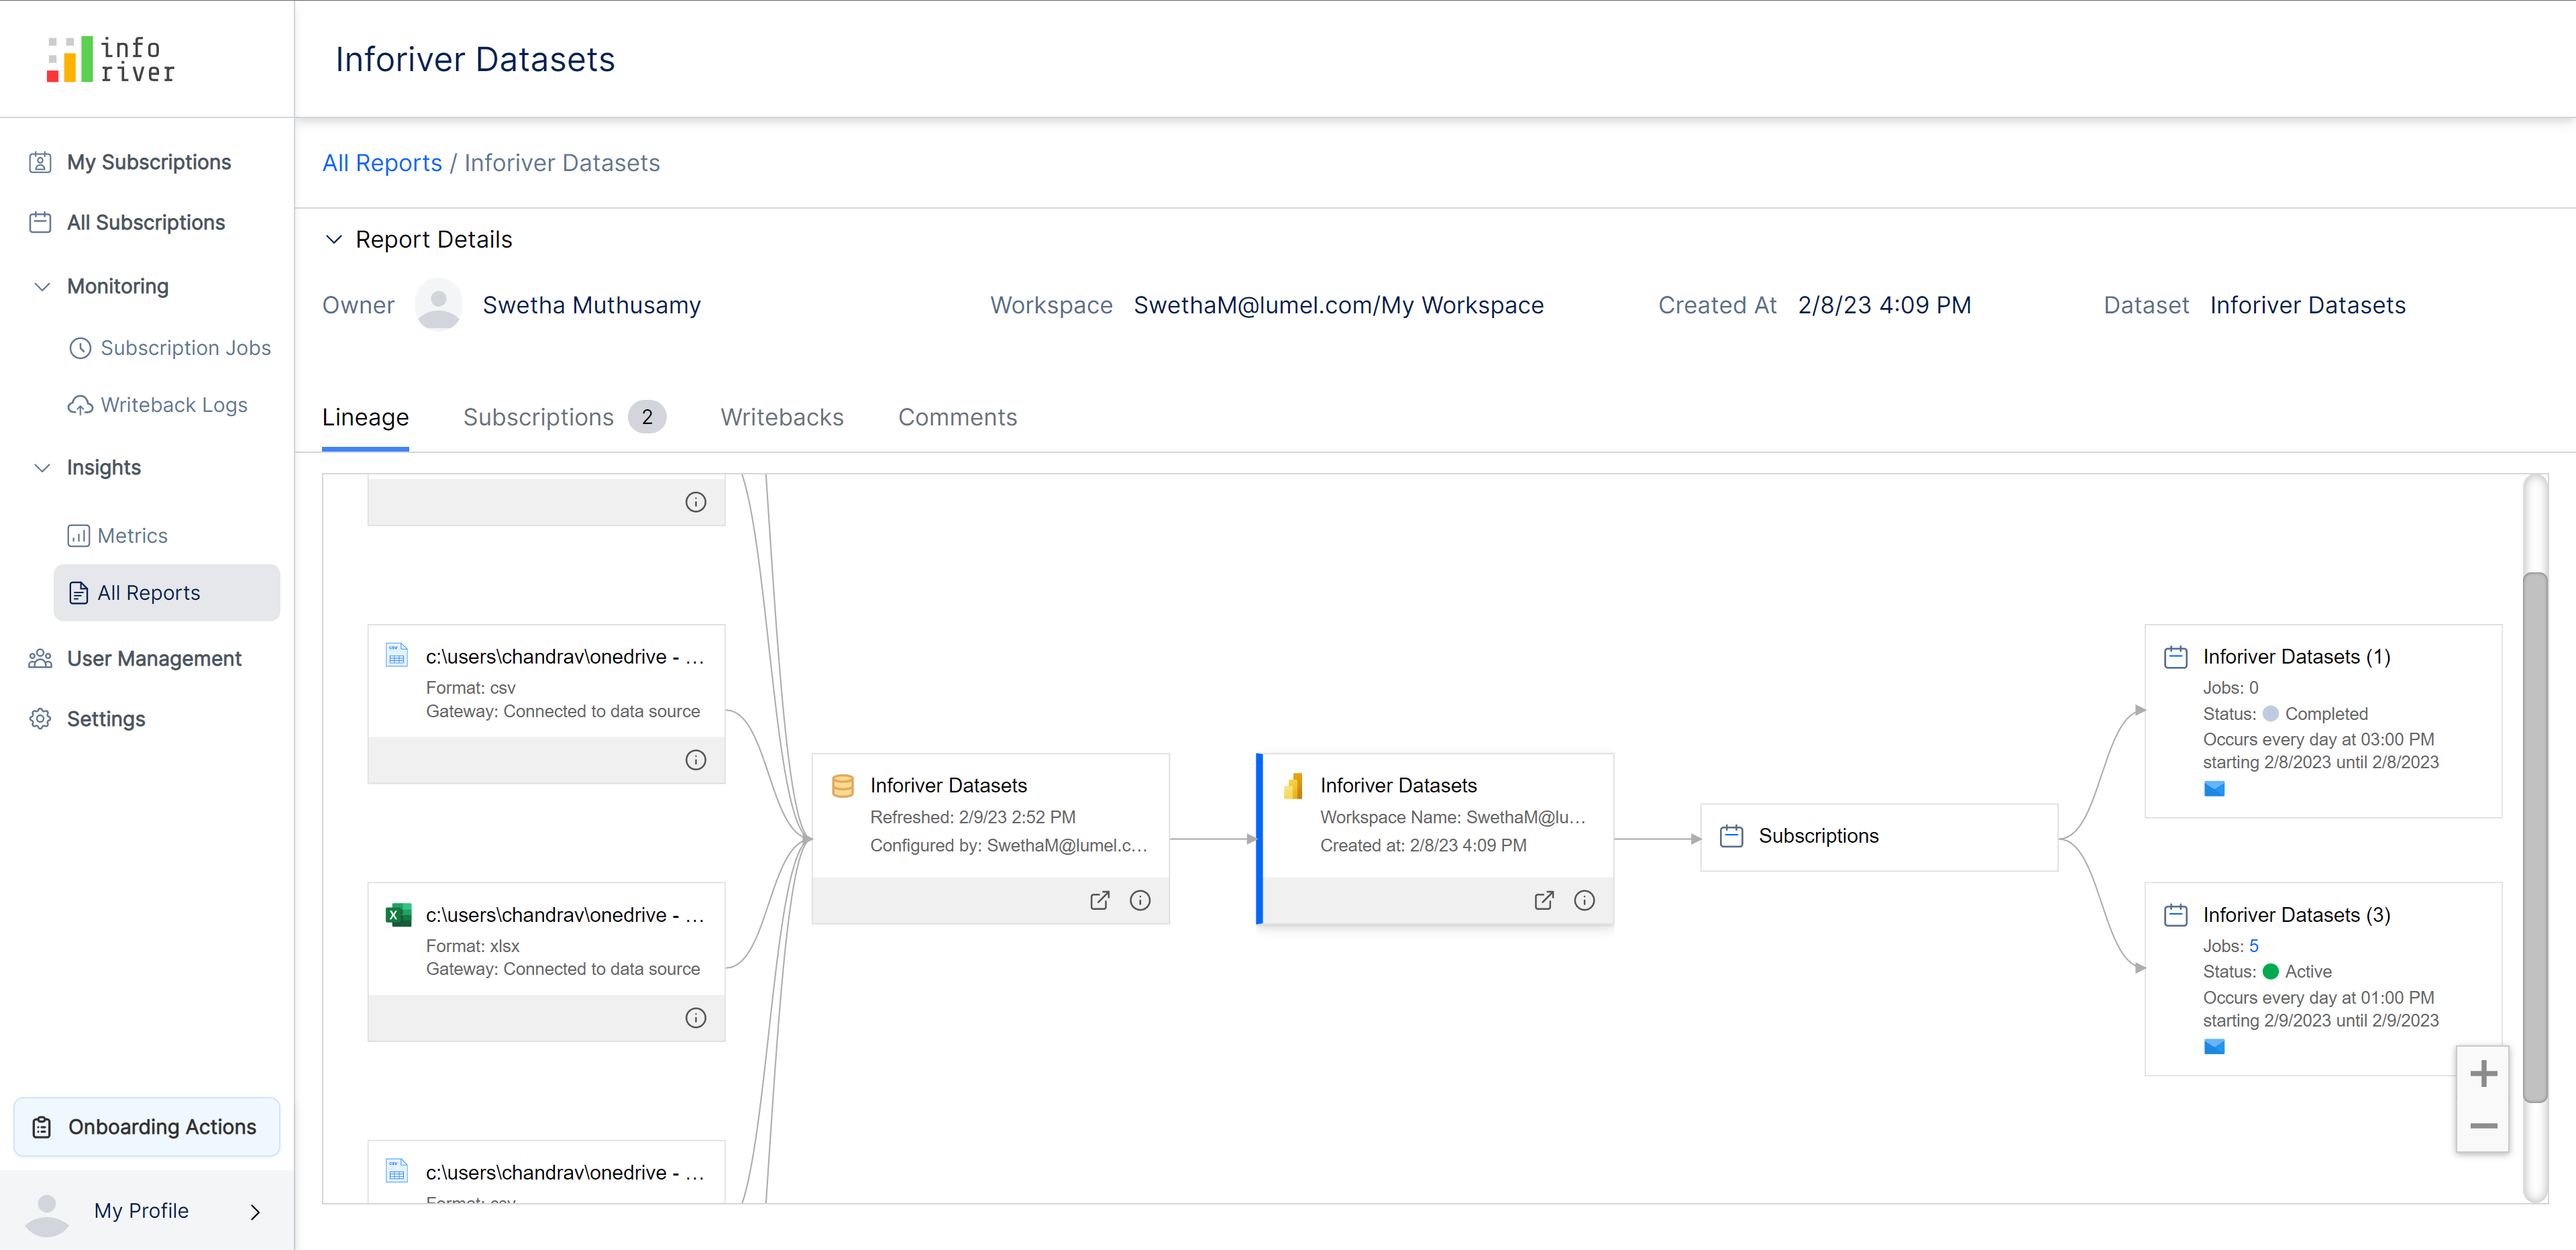 info
river
Inforiver Datasets
My Subscriptions
All Subscriptions
Monitoring
Subscription Jobs
Writeback Logs
Insights
Metrics
All Reports
User Management
Settings
Onboarding Actions
My Profile
All Reports / Inforiver Datasets
Report Details
Owner Swetha Muthusamy Workspace SwethaM@lumel.com/My Workspace Created At 2/8/23 4:09 PM Dataset Inforiver Datasets
Lineage Subscriptions 2 Writebacks Comments
c:\users\chandrav\onedrive - ...
Format: csv
Gateway: Connected to data source
c:\users\chandrav\onedrive - ...
Format: xlsx
Gateway: Connected to data source
c:\users\chandrav\onedrive - ...
Format: csv
Inforiver Datasets
Refreshed: 2/9/23 2:52 PM
Configured by: SwethaM@lumel.c...
Inforiver Datasets
Workspace Name: SwethaM@lu...
Created at: 2/8/23 4:09 PM
Subscriptions
Inforiver Datasets (1)
Jobs: 0
Status: Completed
Occurs every day at 03:00 PM
starting 2/8/2023 until 2/8/2023
Inforiver Datasets (3)
Jobs: 5
Status: Active
Occurs every day at 01:00 PM
starting 2/9/2023 until 2/9/2023